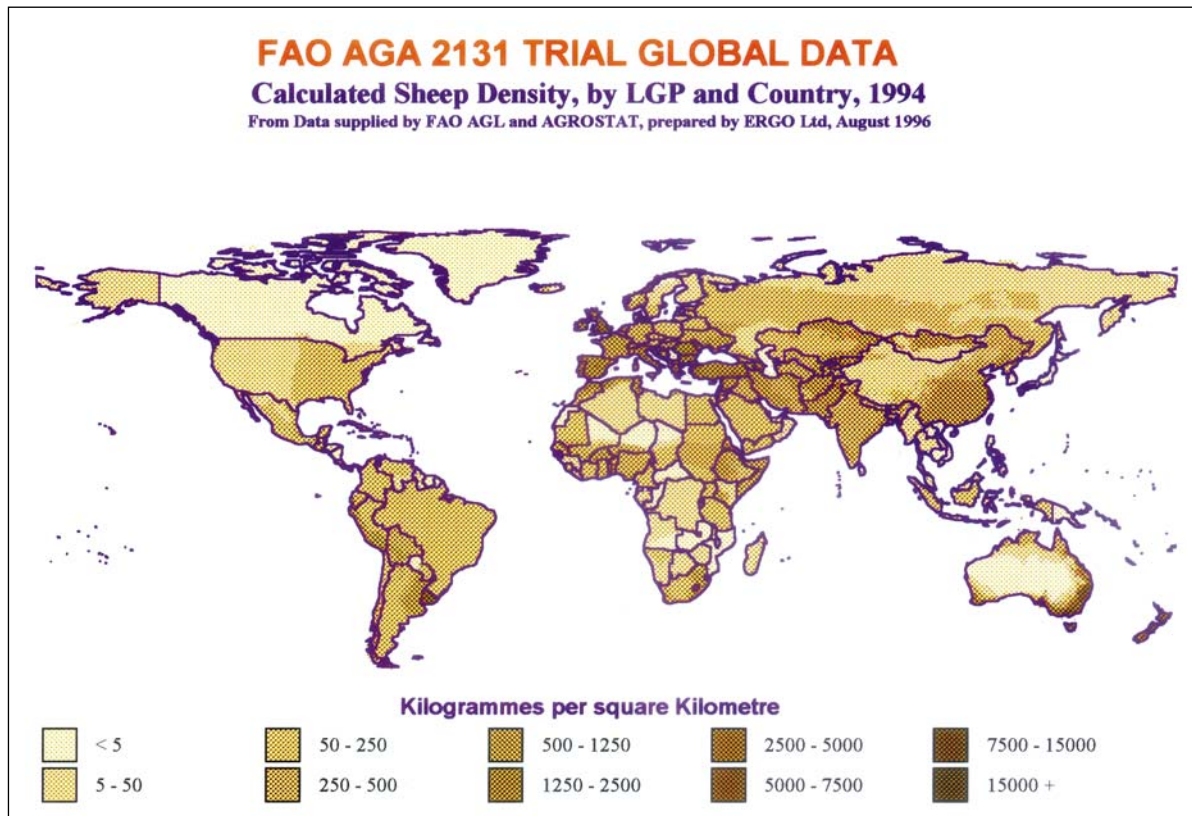 FAO AGA 2131 TRIAL GLOBAL DATA
Calculated Sheep Density, by LGP and Country, 1994
From Data supplied by FAO AGL and AGROSTAT, prepared by ERGO Ltd, August 1996
Kilogrammes per square Kilometre
< 5
50 - 250
500 - 1250
2500 - 5000
7500 - 15000
5 - 50
250 - 500
1250 - 2500
5000 - 7500
15000 +